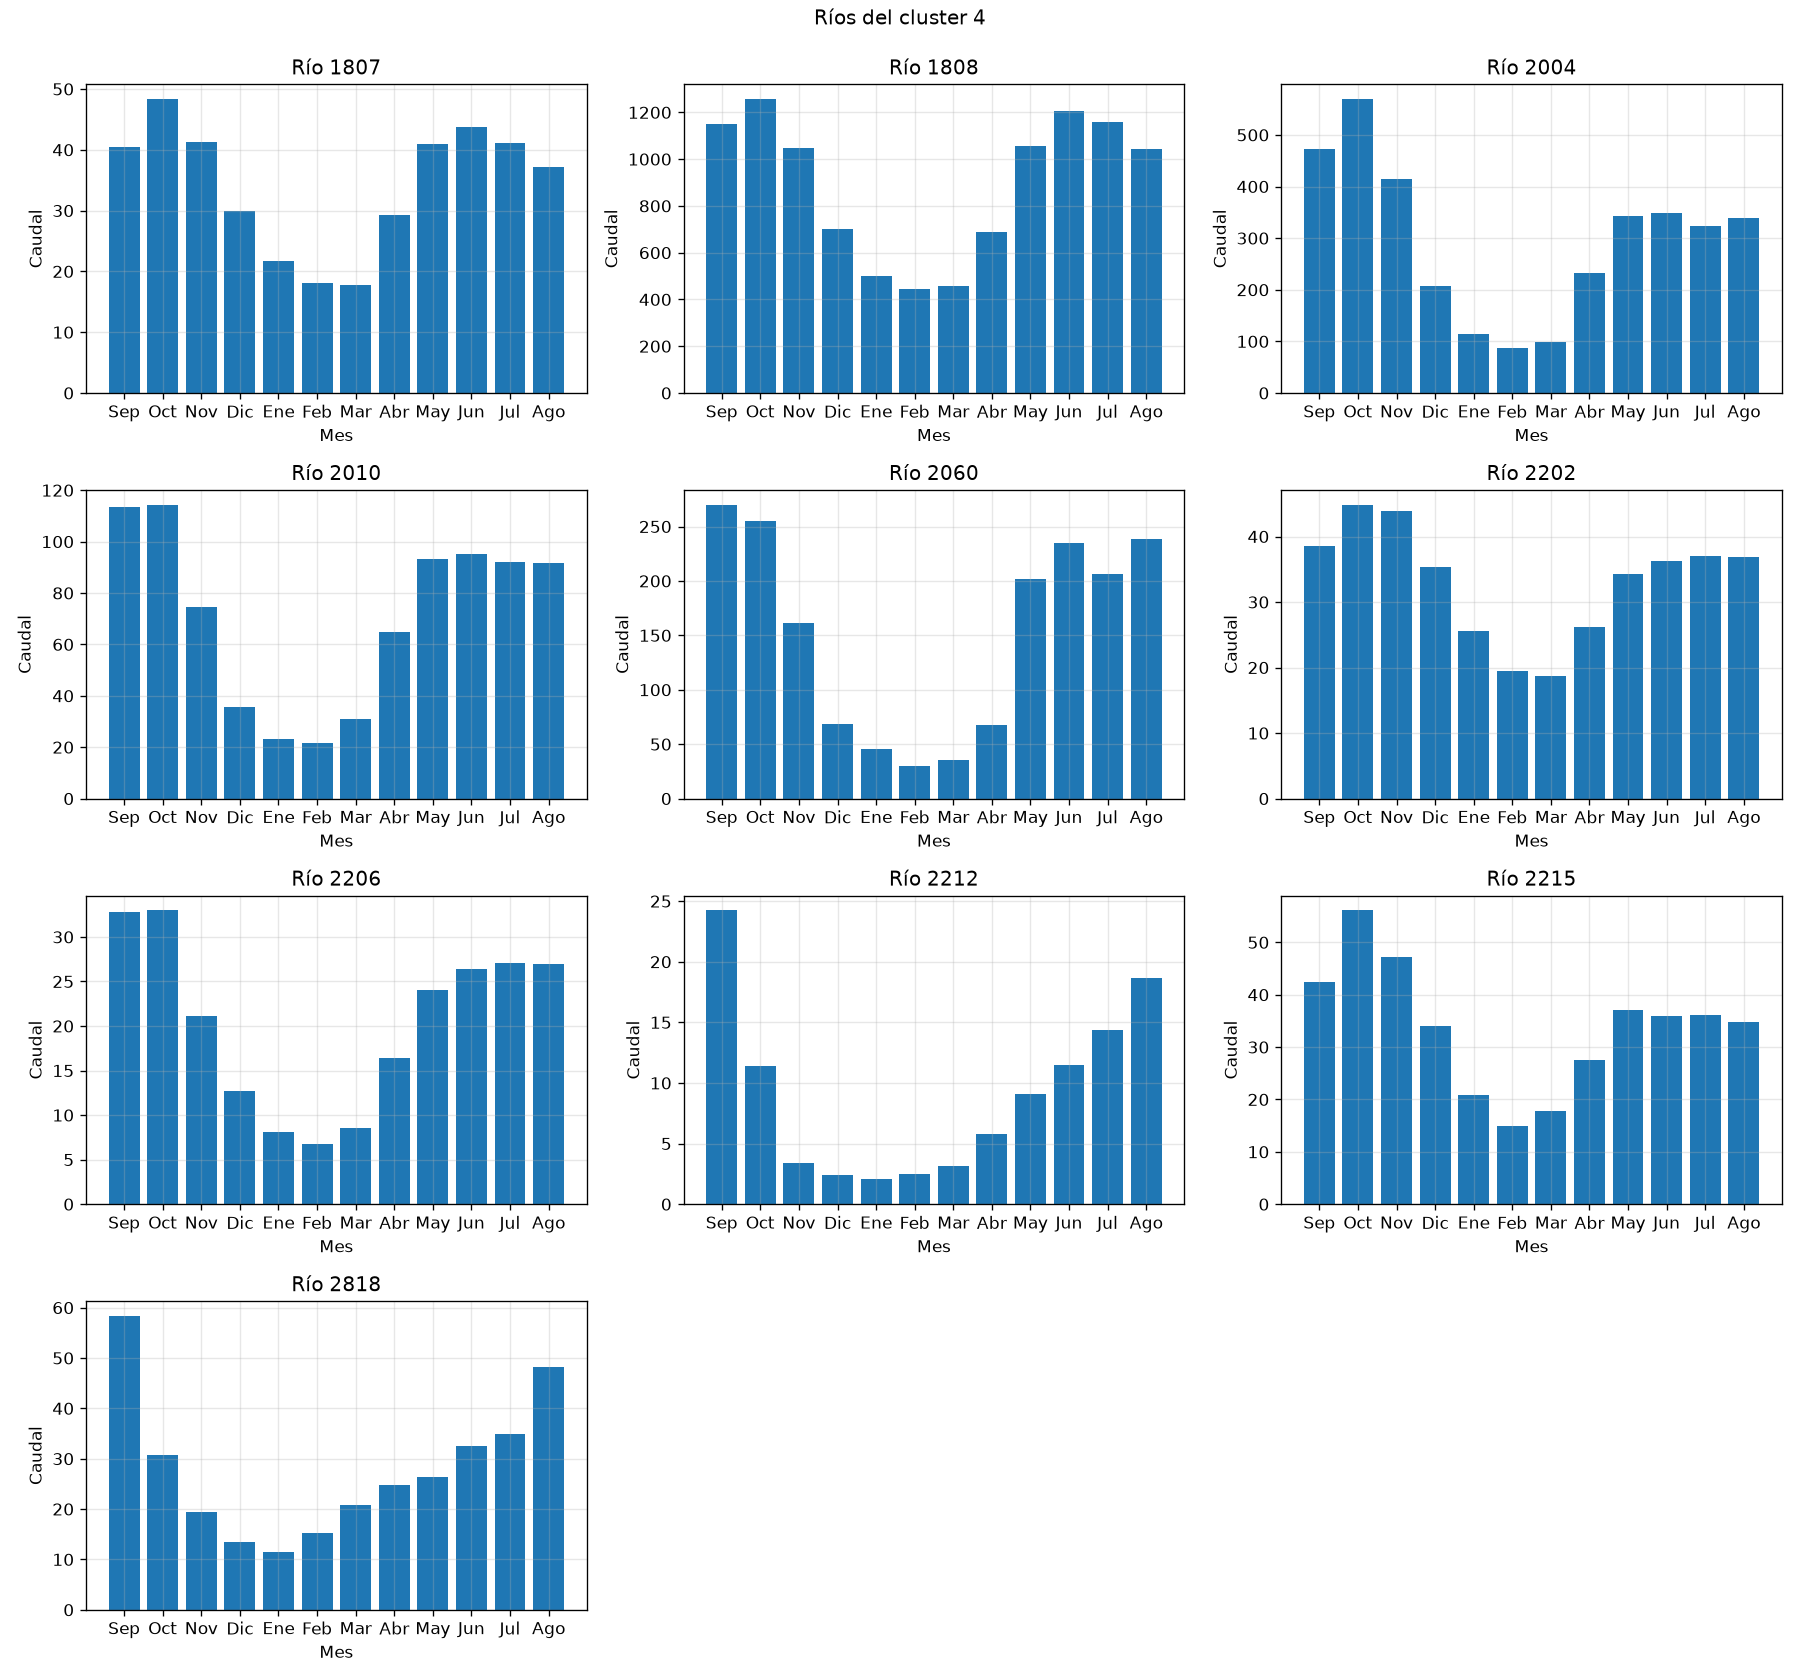 Ríos del cluster 4
Río 1807
50
40
30
20
10
0
Caudal
Sep Oct Nov Dic Ene Feb Mar Abr May Jun Jul Ago
Mes
Río 1808
1200
1000
800
600
400
200
0
Caudal
Sep Oct Nov Dic Ene Feb Mar Abr May Jun Jul Ago
Mes
Río 2004
500
400
300
200
100
0
Caudal
Sep Oct Nov Dic Ene Feb Mar Abr May Jun Jul Ago
Mes
Río 2010
120
100
80
60
40
20
0
Caudal
Sep Oct Nov Dic Ene Feb Mar Abr May Jun Jul Ago
Mes
Río 2060
250
200
150
100
50
0
Caudal
Sep Oct Nov Dic Ene Feb Mar Abr May Jun Jul Ago
Mes
Río 2202
40
30
20
10
0
Caudal
Sep Oct Nov Dic Ene Feb Mar Abr May Jun Jul Ago
Mes
Río 2206
30
25
20
15
10
5
0
Caudal
Sep Oct Nov Dic Ene Feb Mar Abr May Jun Jul Ago
Mes
Río 2212
25
20
15
10
5
0
Caudal
Sep Oct Nov Dic Ene Feb Mar Abr May Jun Jul Ago
Mes
Río 2215
50
40
30
20
10
0
Caudal
Sep Oct Nov Dic Ene Feb Mar Abr May Jun Jul Ago
Mes
Río 2818
60
50
40
30
20
10
0
Caudal
Sep Oct Nov Dic Ene Feb Mar Abr May Jun Jul Ago
Mes